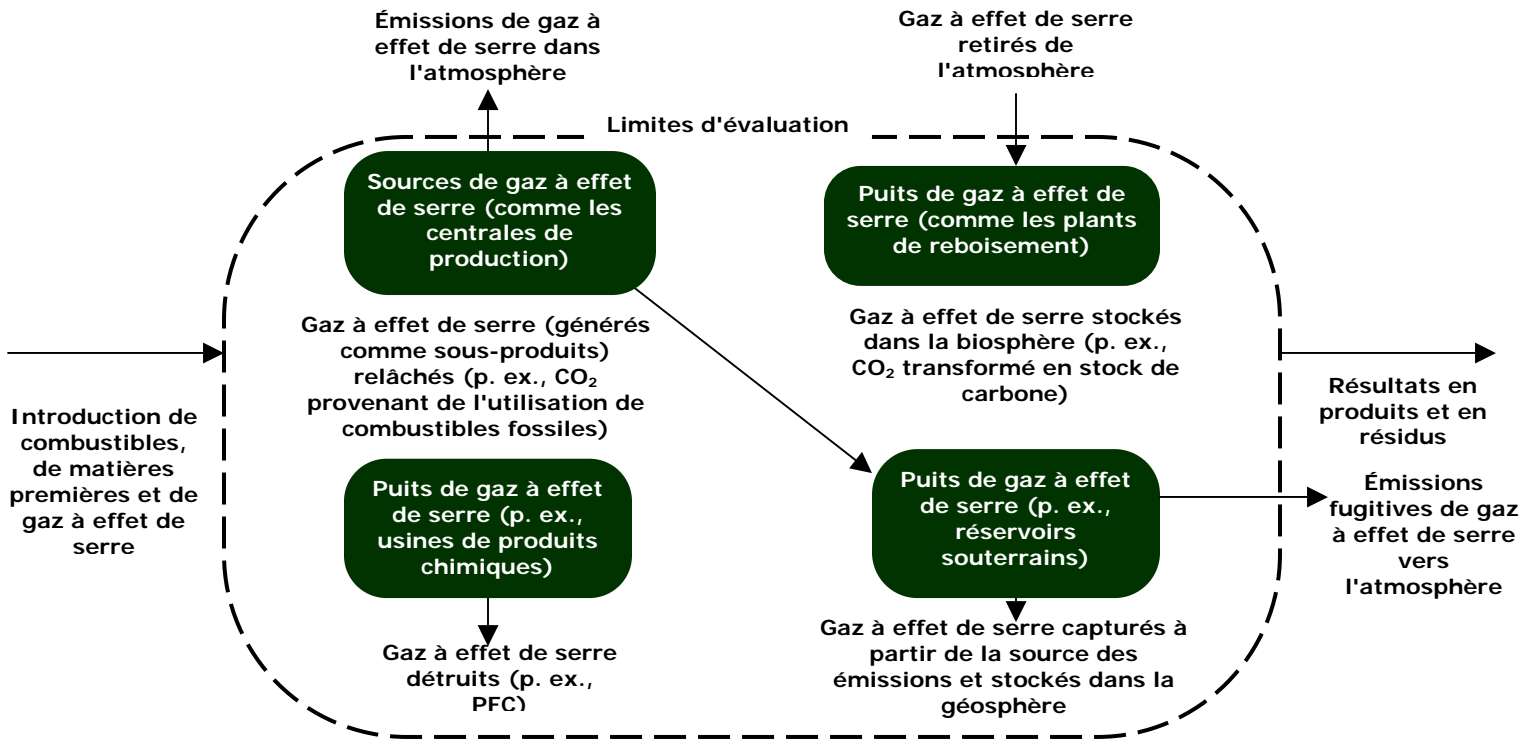 Émissions de gaz à
effet de serre dans
l'atmosphère
Gaz à effet de serre
retirés de
l'atmosphère
Limites d'évaluation
Sources de gaz à effet
de serre (comme les
centrales de
production)
Puits de gaz à effet de
serre (comme les plants
de reboisement)
Gaz à effet de serre (générés
comme sous-produits)
relâchés (p. ex., CO₂
provenant de l'utilisation de
combustibles fossiles)
Gaz à effet de serre stockés
dans la biosphère (p. ex.,
CO₂ transformé en stock de
carbone)
Introduction de
combustibles,
de matières
premières et de
gaz à effet de
serre
Résultats en
produits et en
résidus
Puits de gaz à effet
de serre (p. ex.,
usines de produits
chimiques)
Puits de gaz à effet
de serre (p. ex.,
réservoirs
souterrains)
Émissions
fugitives de gaz
à effet de serre
vers
l'atmosphère
Gaz à effet de serre
détruits (p. ex.,
PFC)
Gaz à effet de serre capturés à
partir de la source des
émissions et stockés dans la
géosphère